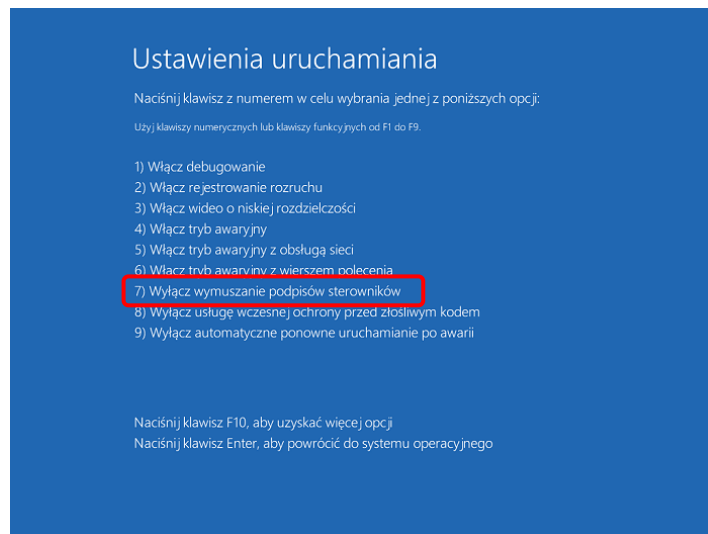 Ustawienia uruchamiania
Naciśnij klawisz z numerem w celu wybrania jednej z poniższych opcji:
Użyj klawiszy numerycznych lub klawiszy funkcyjnych od F1 do F9.
1) Włącz debugowanie
2) Włącz rejestrowanie rozruchu
3) Włącz wideo o niskiej rozdzielczości
4) Włącz tryb awaryjny
5) Włącz tryb awaryjny z obsługą sieci
6) Włącz tryb awaryjny z wierszem polecenia
7) Wyłącz wymuszanie podpisów sterowników
8) Wyłącz usługę wczesnej ochrony przed złośliwym kodem
9) Wyłącz automatyczne ponowne uruchamianie po awarii
Naciśnij klawisz F10, aby uzyskać więcej opcji
Naciśnij klawisz Enter, aby powrócić do systemu operacyjnego